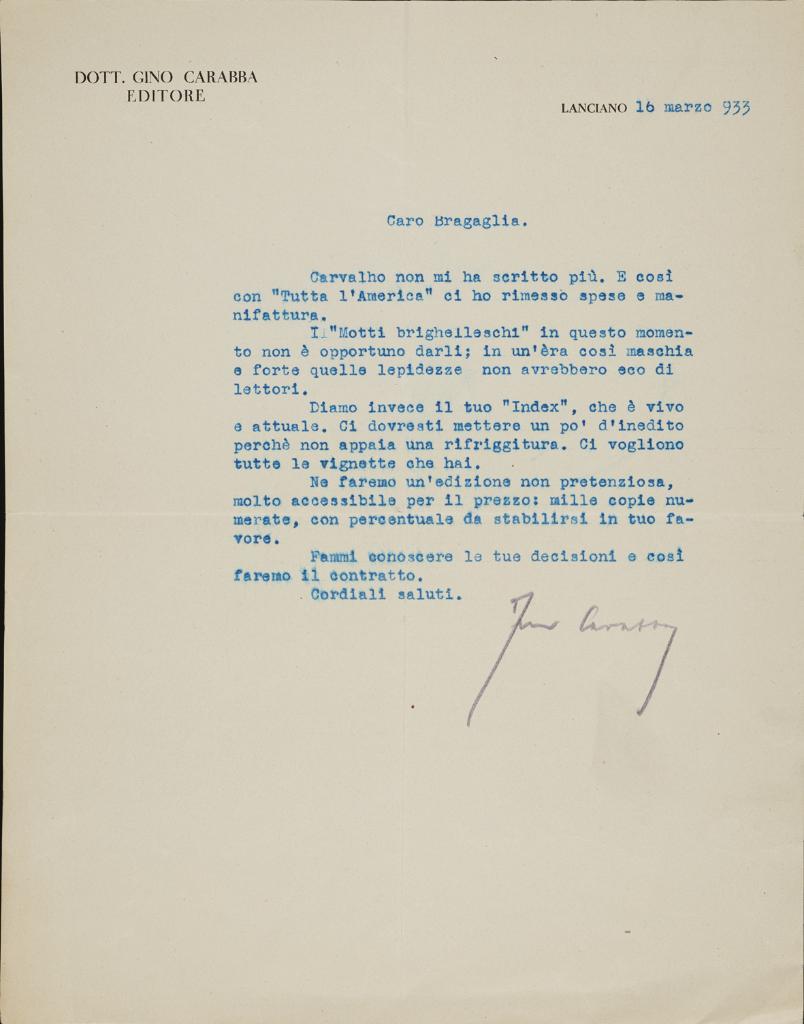 DOTT. GINO CARABBA
EDITORE
LANCIANO 16 marzo 933
Caro Bragaglia.
Carvalho non mi ha scritto più. E così
con "Tutta l'America" ci ho rimesso spese e ma-
nifattura.
I "Motti brighelleschi" in questo momen-
to non è opportuno darli; in un'èra così maschia
e forte quelle lepidezze non avrebbero eco di
lettori.
Diamo invece il tuo "Index", che è vivo
e attuale. Ci dovresti mettere un po' d'inedito
perchè non appaia una rifriggitura. Ci vogliono
tutte le vignette che hai.
Ne faremo un'edizione non pretenziosa,
molto accessibile per il prezzo: mille copie nu-
merate, con percentuale da stabilirsi in tuo fa-
vore.
Fammi conoscere le tue decisioni e così
faremo il contratto.
Cordiali saluti.
Gino Carabba